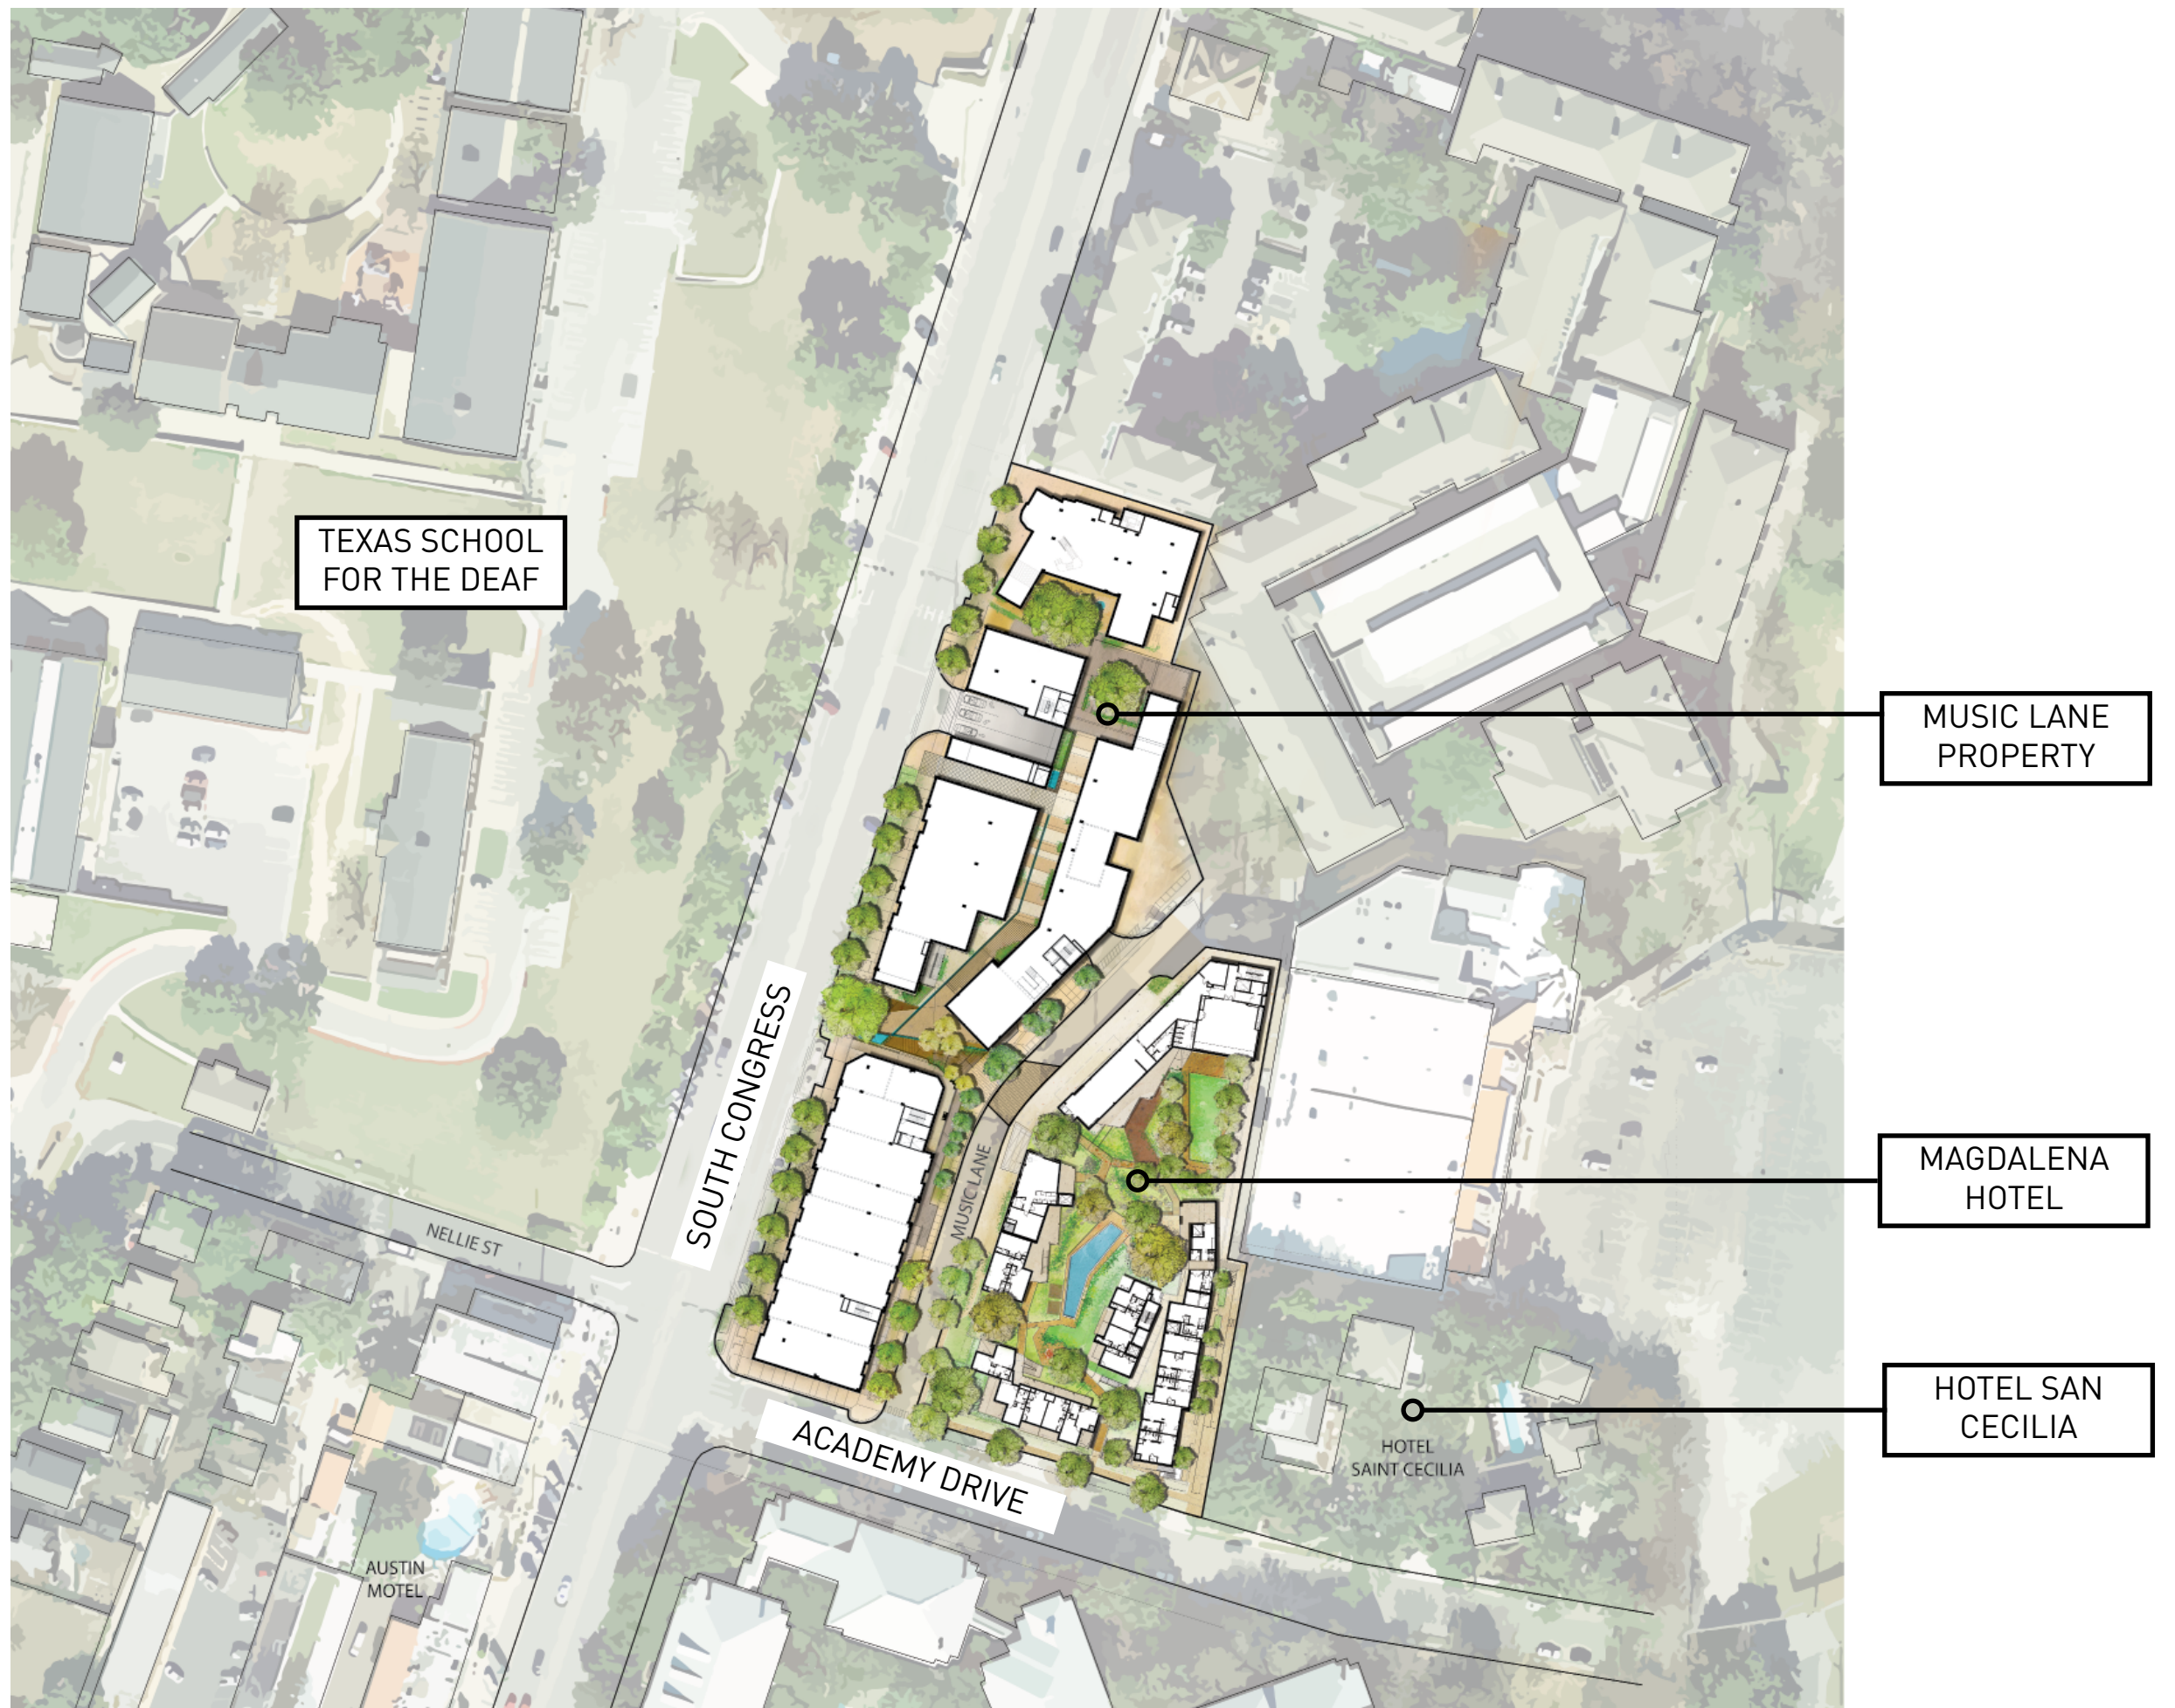 TEXAS SCHOOL
FOR THE DEAF
MUSIC LANE
PROPERTY
SOUTH CONGRESS
MUSIC LANE
MAGDALENA
HOTEL
NELLIE ST
HOTEL SAN
CECILIA
ACADEMY DRIVE
HOTEL
SAINT CECILIA
AUSTIN
MOTEL